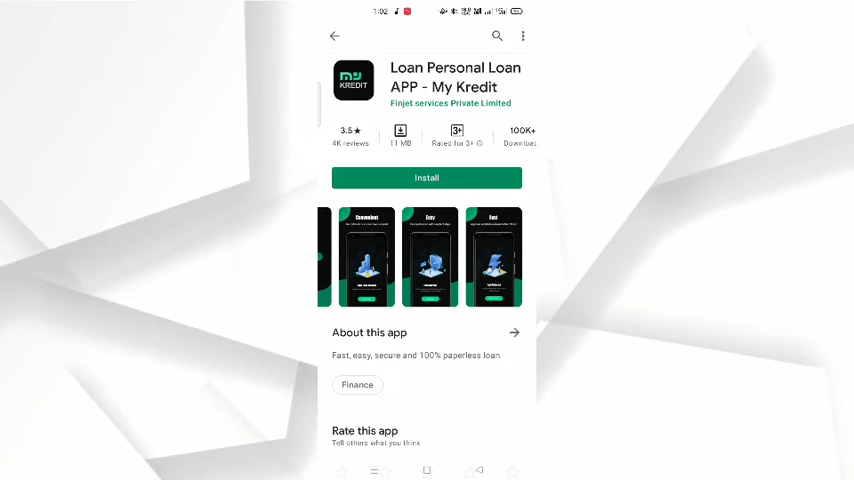 1:02
my
KREDIT
Loan Personal Loan
APP - My Kredit
Finjet services Private Limited
3.5★
4K reviews
11 MB
3+
Rated for 3+
100K+
Downloac
Install
Convenient
Easy
Fast
About this app
Fast, easy, secure and 100% paperless loan
Finance
Rate this app
Tell others what you think